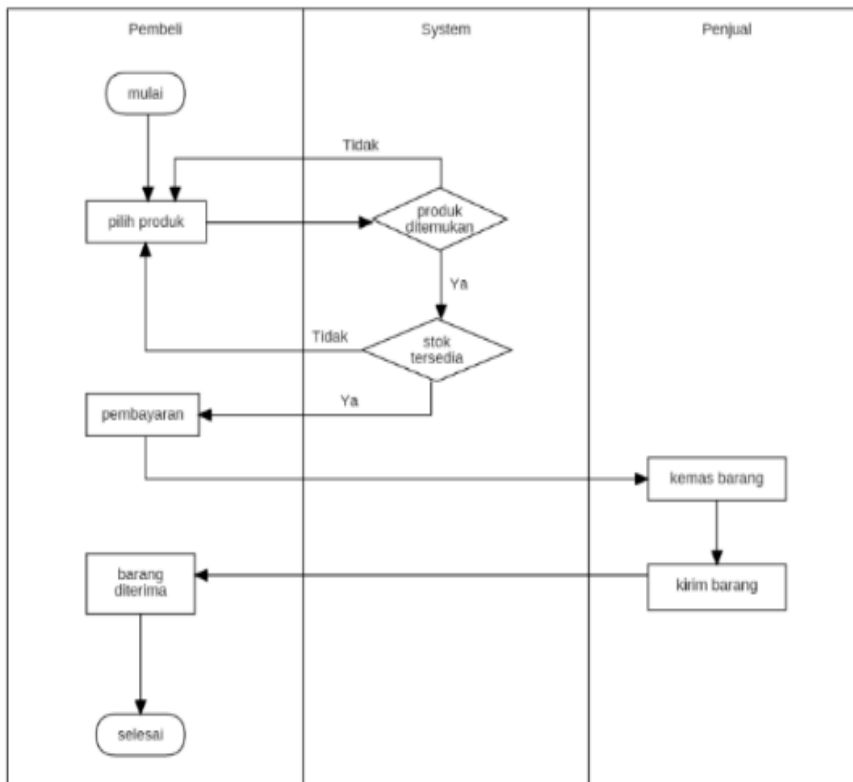 Pembeli
System
Penjual
mulai
Tidak
pilih produk
produk
ditemukan
Ya
Tidak
stok
tersedia
pembayaran
Ya
kemas barang
barang
diterima
kirim barang
selesai